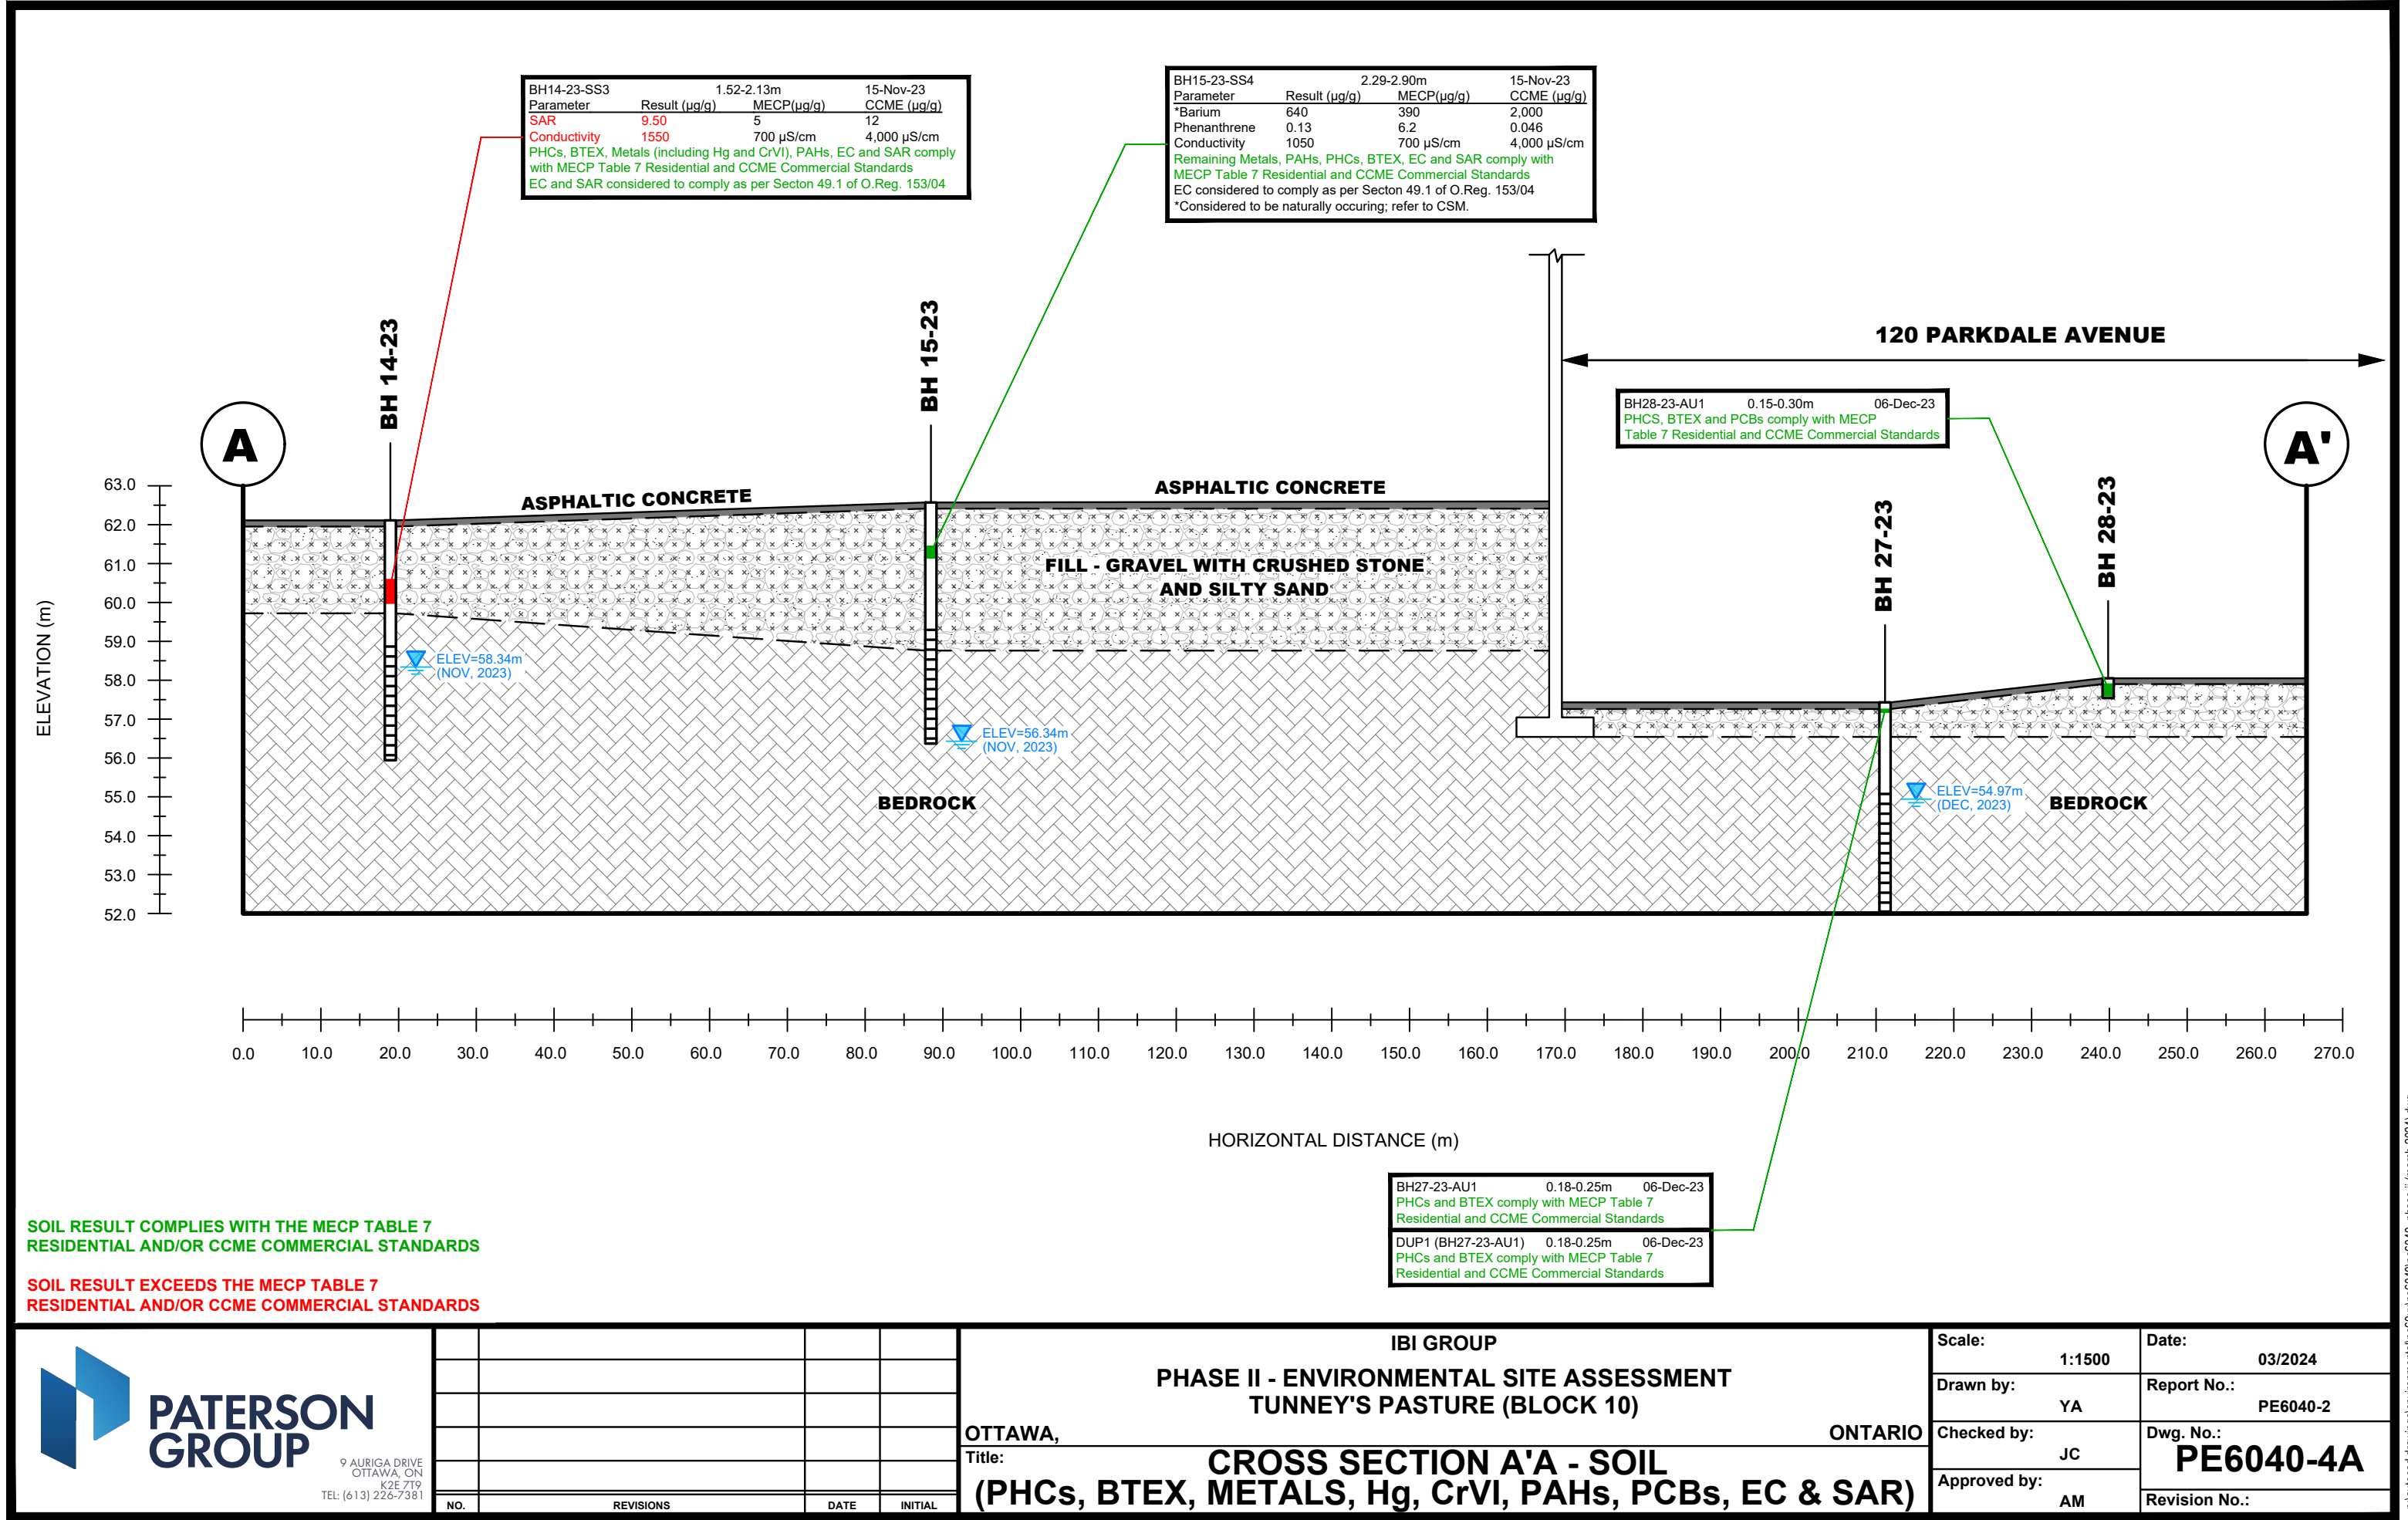 BH14-23-SS3 1.52-2.13m 15-Nov-23
Parameter Result (µg/g) MECP(µg/g) CCME (µg/g)
SAR 9.50 5 12
Conductivity 1550 700 µS/cm 4,000 µS/cm
PHCs, BTEX, Metals (including Hg and CrVI), PAHs, EC and SAR comply
with MECP Table 7 Residential and CCME Commercial Standards
EC and SAR considered to comply as per Secton 49.1 of O.Reg. 153/04
BH15-23-SS4 2.29-2.90m 15-Nov-23
Parameter Result (µg/g) MECP(µg/g) CCME (µg/g)
*Barium 640 390 2,000
Phenanthrene 0.13 6.2 0.046
Conductivity 1050 700 µS/cm 4,000 µS/cm
Remaining Metals, PAHs, PHCs, BTEX, EC and SAR comply with
MECP Table 7 Residential and CCME Commercial Standards
EC considered to comply as per Secton 49.1 of O.Reg. 153/04
*Considered to be naturally occuring; refer to CSM.
120 PARKDALE AVENUE
BH28-23-AU1 0.15-0.30m 06-Dec-23
PHCS, BTEX and PCBs comply with MECP
Table 7 Residential and CCME Commercial Standards
A
BH 14-23
BH 15-23
BH 27-23
BH 28-23
A'
ASPHALTIC CONCRETE
ASPHALTIC CONCRETE
FILL - GRAVEL WITH CRUSHED STONE
AND SILTY SAND
ELEV=58.34m
(NOV, 2023)
ELEV=56.34m
(NOV, 2023)
ELEV=54.97m
(DEC, 2023)
BEDROCK
BEDROCK
ELEVATION (m)
63.0
62.0
61.0
60.0
59.0
58.0
57.0
56.0
55.0
54.0
53.0
52.0
0.0 10.0 20.0 30.0 40.0 50.0 60.0 70.0 80.0 90.0 100.0 110.0 120.0 130.0 140.0 150.0 160.0 170.0 180.0 190.0 200.0 210.0 220.0 230.0 240.0 250.0 260.0 270.0
HORIZONTAL DISTANCE (m)
BH27-23-AU1 0.18-0.25m 06-Dec-23
PHCs and BTEX comply with MECP Table 7
Residential and CCME Commercial Standards
DUP1 (BH27-23-AU1) 0.18-0.25m 06-Dec-23
PHCs and BTEX comply with MECP Table 7
Residential and CCME Commercial Standards
SOIL RESULT COMPLIES WITH THE MECP TABLE 7
RESIDENTIAL AND/OR CCME COMMERCIAL STANDARDS
SOIL RESULT EXCEEDS THE MECP TABLE 7
RESIDENTIAL AND/OR CCME COMMERCIAL STANDARDS
PATERSON
GROUP
9 AURIGA DRIVE
OTTAWA, ON
K2E 7T9
TEL: (613) 226-7381
NO. REVISIONS DATE INITIAL
IBI GROUP
PHASE II - ENVIRONMENTAL SITE ASSESSMENT
TUNNEY'S PASTURE (BLOCK 10)
OTTAWA, ONTARIO
Title:
CROSS SECTION A'A - SOIL
(PHCs, BTEX, METALS, Hg, CrVI, PAHs, PCBs, EC & SAR)
Scale:
1:1500
Date:
03/2024
Drawn by:
YA
Report No.:
PE6040-2
Checked by:
JC
Dwg. No.:
PE6040-4A
Approved by:
AM
Revision No.: